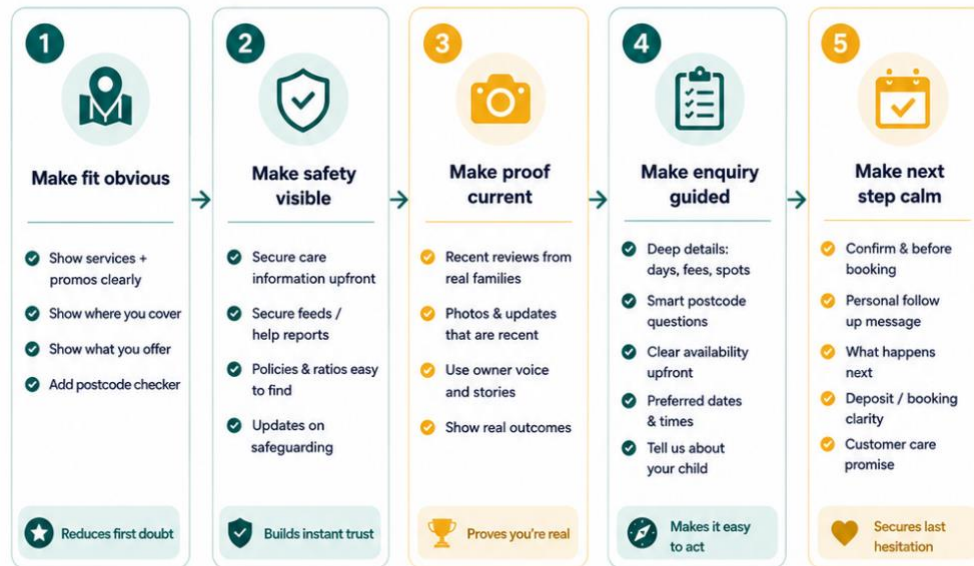 1
Make fit obvious
Show services +
promos clearly
Show where you cover
Show what you offer
Add postcode checker
Reduces first doubt
2
Make safety
visible
Secure care
information upfront
Secure feeds /
help reports
Policies & ratios easy
to find
Updates on
safeguarding
Builds instant trust
3
Make proof
current
Recent reviews from
real families
Photos & updates
that are recent
Use owner voice
and stories
Show real outcomes
Proves you're real
4
Make enquiry
guided
Deep details:
days, fees, spots
Smart postcode
questions
Clear availability
upfront
Preferred dates
& times
Tell us about
your child
Makes it easy
to act
5
Make next
step calm
Confirm & before
booking
Personal follow
up message
What happens
next
Deposit / booking
clarity
Customer care
promise
Secures last
hesitation